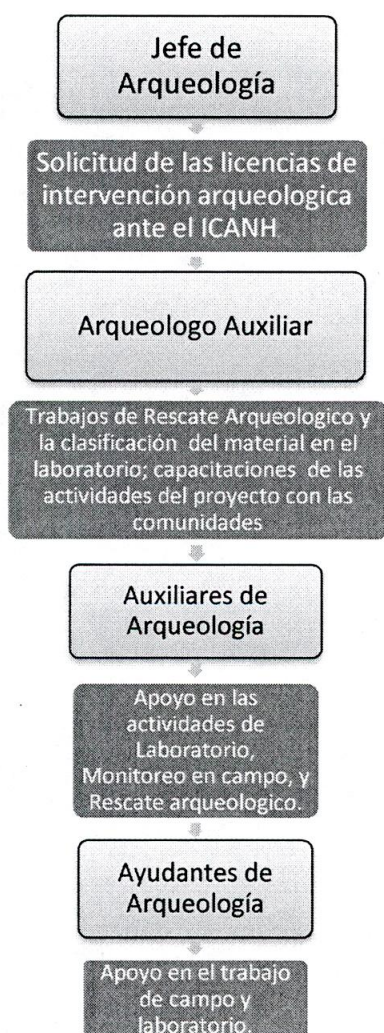 Jefe de
Arqueología
Solicitud de las licencias de
intervención arqueologica
ante el ICANH
Arqueologo Auxiliar
Trabajos de Rescate Arqueologico y
la clasificación del material en el
laboratorio; capacitaciones de las
actividades del proyecto con las
comunidades
Auxiliares de
Arqueología
Apoyo en las
actividades de
Laboratorio,
Monitoreo en campo, y
Rescate arqueologico.
Ayudantes de
Arqueología
Apoyo en el trabajo
de campo y
laboratorio.